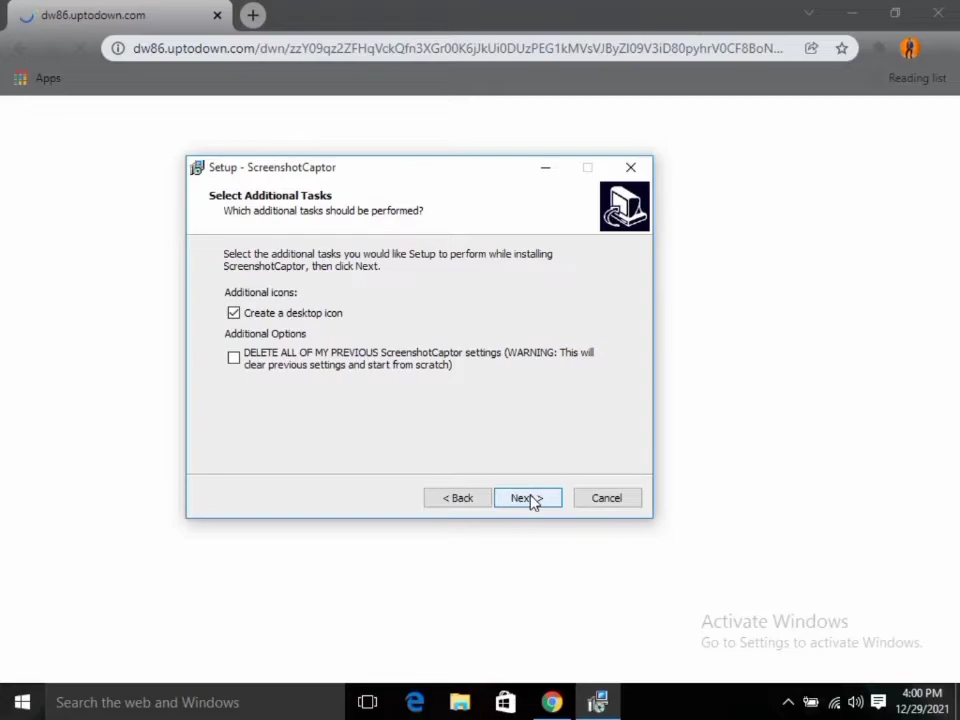 dw86.uptodown.com
dw86.uptodown.com/dwn/zzY09qz2ZFHqVckQfn3XGr00K6jJkUi0DUzPEG1kMVsVJByZI09V3iD80pyhrV0CF8BoN...
Apps
Reading list
Setup - ScreenshotCaptor
Select Additional Tasks
Which additional tasks should be performed?
Select the additional tasks you would like Setup to perform while installing
ScreenshotCaptor, then click Next.
Additional icons:
Create a desktop icon
Additional Options
DELETE ALL OF MY PREVIOUS ScreenshotCaptor settings (WARNING: This will
clear previous settings and start from scratch)
< Back
Next >
Cancel
Activate Windows
Go to Settings to activate Windows.
Search the web and Windows
4:00 PM
12/29/2021